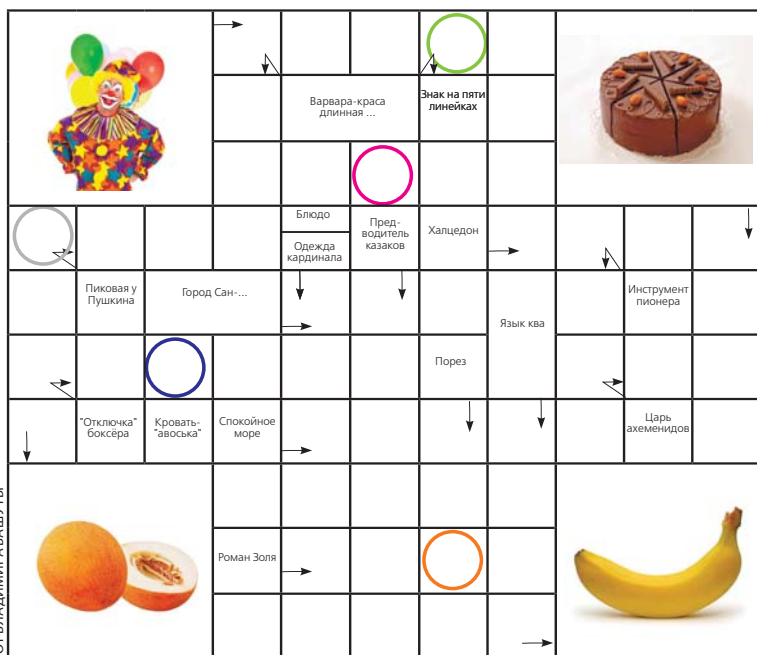 Варвара-краса
длинная ...
Знак на пяти
линейках
Блюдо
Одежда
кардинала
Пред-
водитель
казаков
Халцедон
Пиковая у
Пушкина
Город Сан-...
Язык ква
Инструмент
пионера
Порез
"Отключка"
боксёра
Кровать-
"авоська"
Спокойное
море
Царь
ахеменидов
Роман Золя